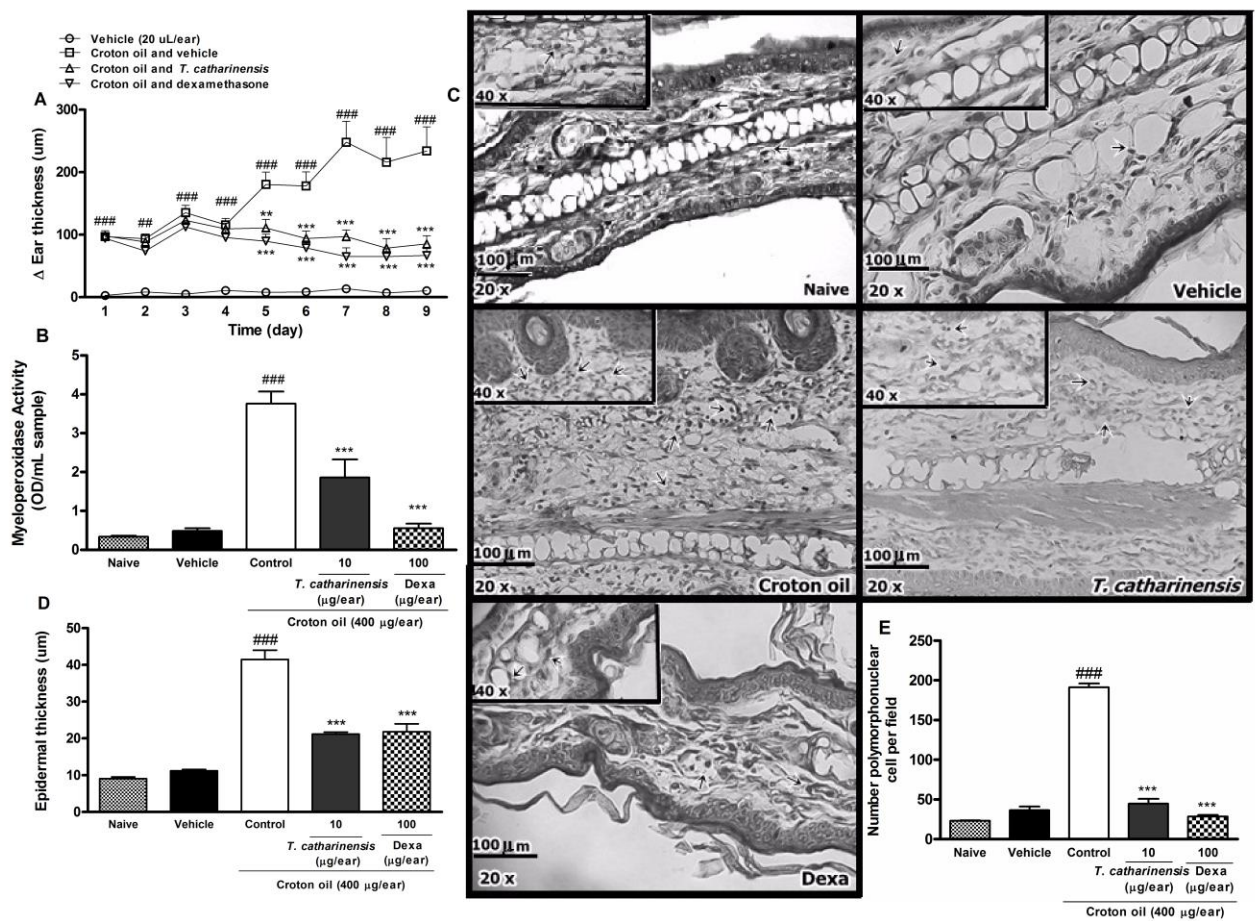 Vehicle (20 uL/ear)
Croton oil and vehicle
Croton oil and T. catharinensis
Croton oil and dexamethasone
A
Δ Ear thickness (um)
300
200
100
0
###
##
###
###
###
###
###
###
###
**
***
***
***
***
***
***
***
***
***
1 2 3 4 5 6 7 8 9
Time (day)
B
Myeloperoxidase Activity
(OD/mL sample)
5
4
3
2
1
0
###
***
***
Naive Vehicle Control 10 100
T. catharinensis Dexa
(µg/ear) (µg/ear)
Croton oil (400 µg/ear)
D
Epidermal thickness (um)
50
40
30
20
10
0
###
***
***
Naive Vehicle Control 10 100
T. catharinensis Dexa
(µg/ear) (µg/ear)
Croton oil (400 µg/ear)
C
40 x
100 µm
20 x
Naive
40 x
100 µm
20 x
Vehicle
40 x
100 µm
20 x
Croton oil
40 x
100 µm
20 x
T. catharinensis
40 x
100 µm
20 x
Dexa
E
Number polymorphonuclear
cell per field
250
200
150
100
50
0
###
***
***
Naive Vehicle Control 10 100
T. catharinensis Dexa
(µg/ear) (µg/ear)
Croton oil (400 µg/ear)